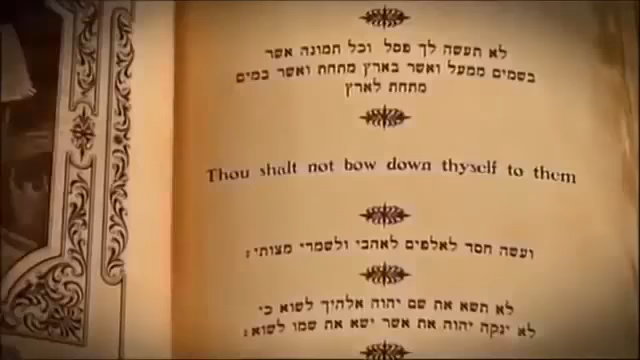 לא תעשה לך פסל וכל תמונה אשר
בשמים ממעל ואשר בארץ מתחת ואשר במים
מתחת לארץ
Thou shalt not bow down thyself to them
ועשה חסד לאלפים לאהבי ולשמרי מצותי:
לא תשא את שם יהוה אלהיך לשוא כי
לא ינקה יהוה את אשר ישא את שמו לשוא: